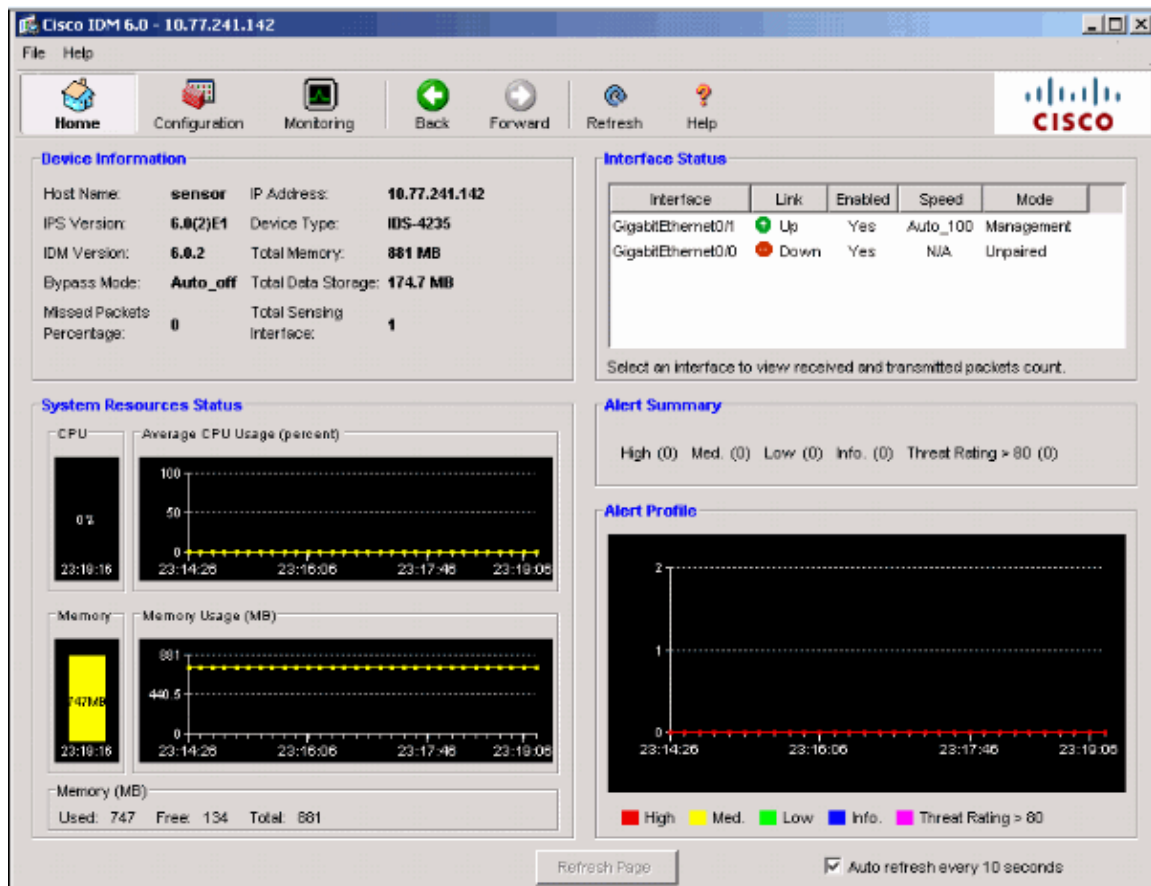 Cisco IDM 6.0 - 10.77.241.142
File Help
Home Configuration Monitoring Back Forward Refresh Help
CISCO
Device Information
Host Name: sensor IP Address: 10.77.241.142
IPS Version: 6.0(2)E1 Device Type: IDS-4235
IDM Version: 6.0.2 Total Memory: 881 MB
Bypass Mode: Auto_off Total Data Storage: 174.7 MB
Missed Packets Percentage: 0 Total Sensing Interface: 1
Interface Status
Interface Link Enabled Speed Mode
GigabitEthernet0/1 Up Yes Auto_100 Management
GigabitEthernet0/0 Down Yes N/A Unpaired
Select an interface to view received and transmitted packets count.
System Resources Status
CPU
0%
23:19:16
Average CPU Usage (percent)
100
50
0
23:14:26 23:16:06 23:17:46 23:19:06
Memory
747MB
23:19:16
Memory Usage (MB)
881
440.5
0
23:14:26 23:16:06 23:17:46 23:19:06
Memory (MB)
Used: 747 Free: 134 Total: 881
Alert Summary
High (0) Med. (0) Low (0) Info. (0) Threat Rating > 80 (0)
Alert Profile
2
1
0
23:14:26 23:16:06 23:17:46 23:19:06
High Med. Low Info. Threat Rating > 80
Refresh Page
Auto refresh every 10 seconds